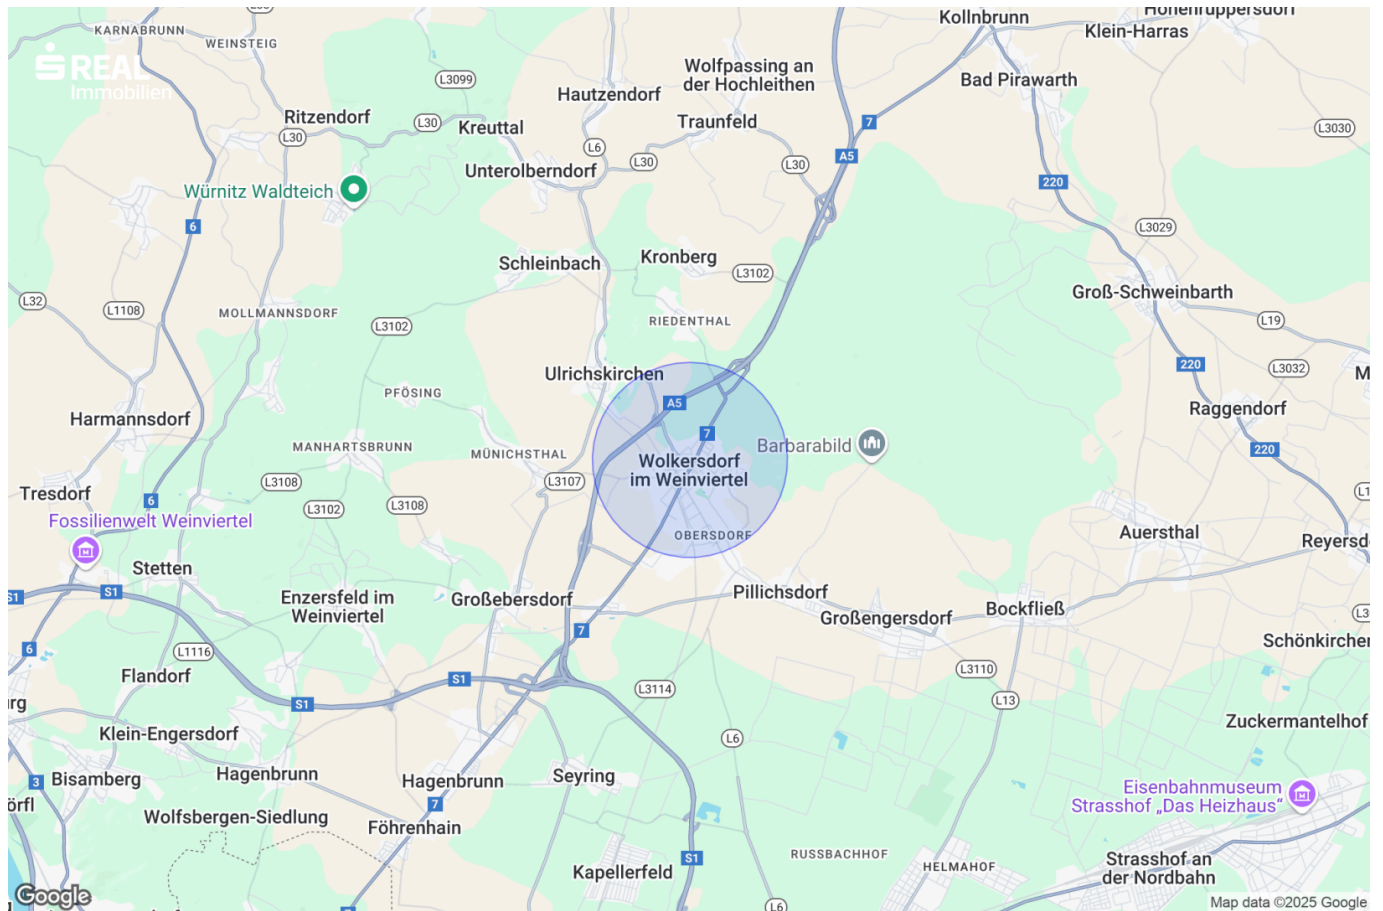 KARNABRUNN
WEINSTEIG
Kollnbrunn
Hohenruppersdorf
Klein-Harras
S REAL
Immobilien
L3099
Wolfpassing an
der Hochleithen
Bad Pirawarth
Hautzendorf
Ritzendorf
L30
L30
Kreuttal
Traunfeld
7
L3030
L6
L30
L30
A5
Unterolberndorf
Würnitz Waldteich
220
6
L3029
Schleinbach
Kronberg
L3102
Groß-Schweinbarth
L32
L1108
MOLLMANNSDORF
L3102
RIEDENTHAL
L19
220
L3032
Ulrichskirchen
PFÖSING
A5
Raggendorf
Harmannsdorf
7
MANHARTSBRUNN
MÜNICHSTHAL
Barbarabild
220
Wolkersdorf
im Weinviertel
L3108
L3107
Tresdorf
6
L3102
L3108
Fossilienwelt Weinviertel
OBERSDORF
Auersthal
Stetten
S1
S1
Enzersfeld im
Weinviertel
Großebersdorf
Pillichsdorf
Großengersdorf
Bockfließ
7
6
L1116
Schönkirchen
L3110
Flandorf
S1
L3114
S1
L13
Klein-Engersdorf
L6
Zuckermantelhof
Bisamberg
Hagenbrunn
Hagenbrunn
Seyring
3
7
Eisenbahnmuseum
Strasshof „Das Heizhaus“
Wolfsbergen-Siedlung
Föhrenhain
S1
RUSSBACHHOF
Kapellerfeld
HELMAHOF
Strasshof an
der Nordbahn
Google
L6
Map data ©2025 Google